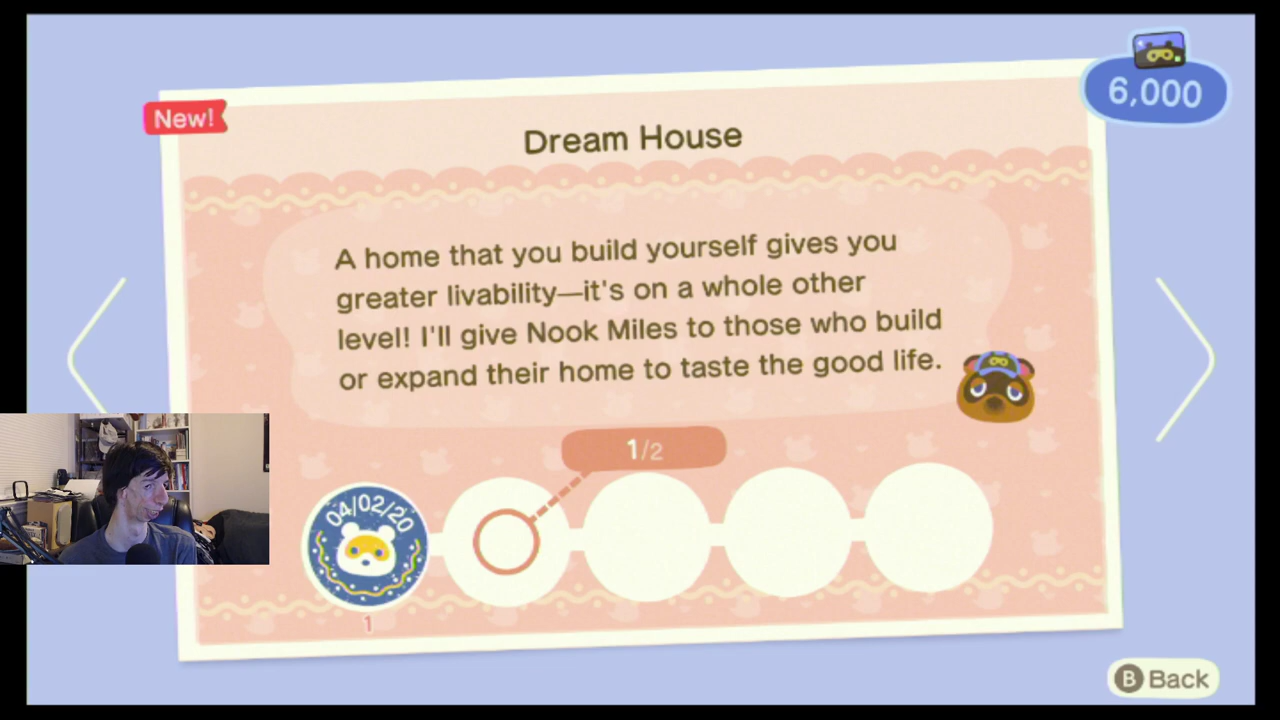 6,000
New!
Dream House
A home that you build yourself gives you
greater livability—it's on a whole other
level! I'll give Nook Miles to those who build
or expand their home to taste the good life.
1/2
04/02/20
1
B Back